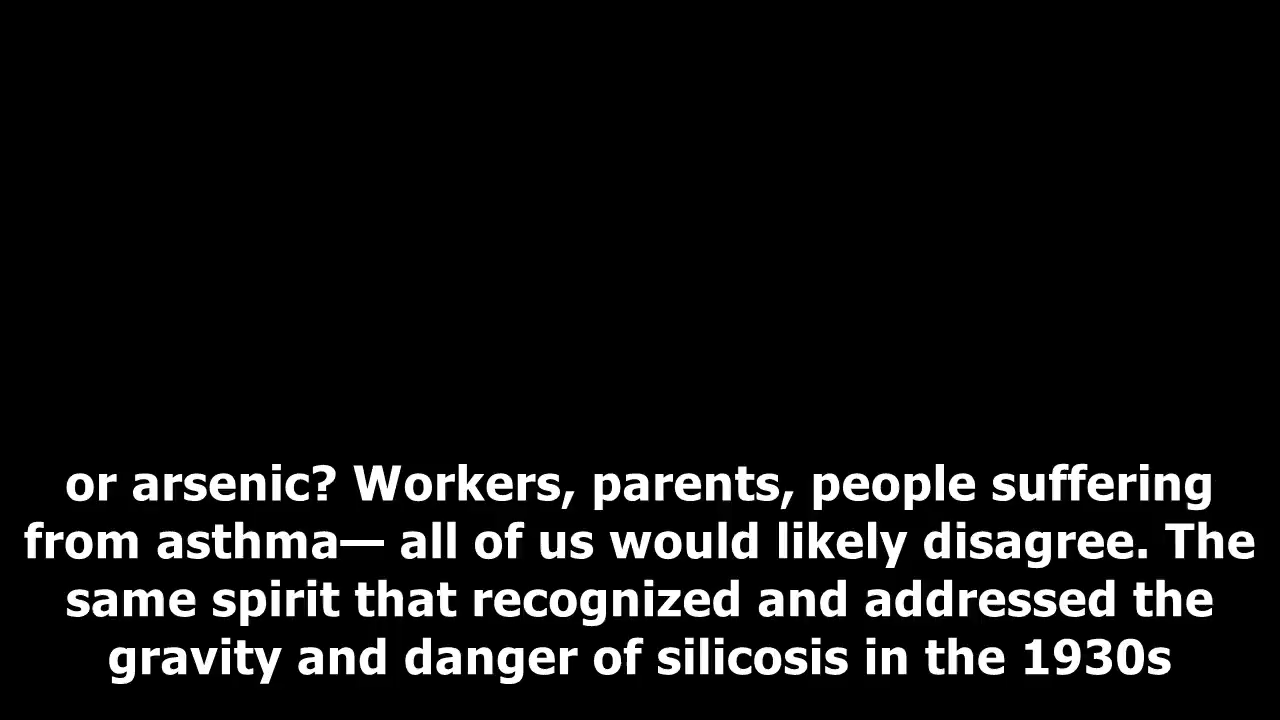 or arsenic? Workers, parents, people suffering
from asthma— all of us would likely disagree. The
same spirit that recognized and addressed the
gravity and danger of silicosis in the 1930s